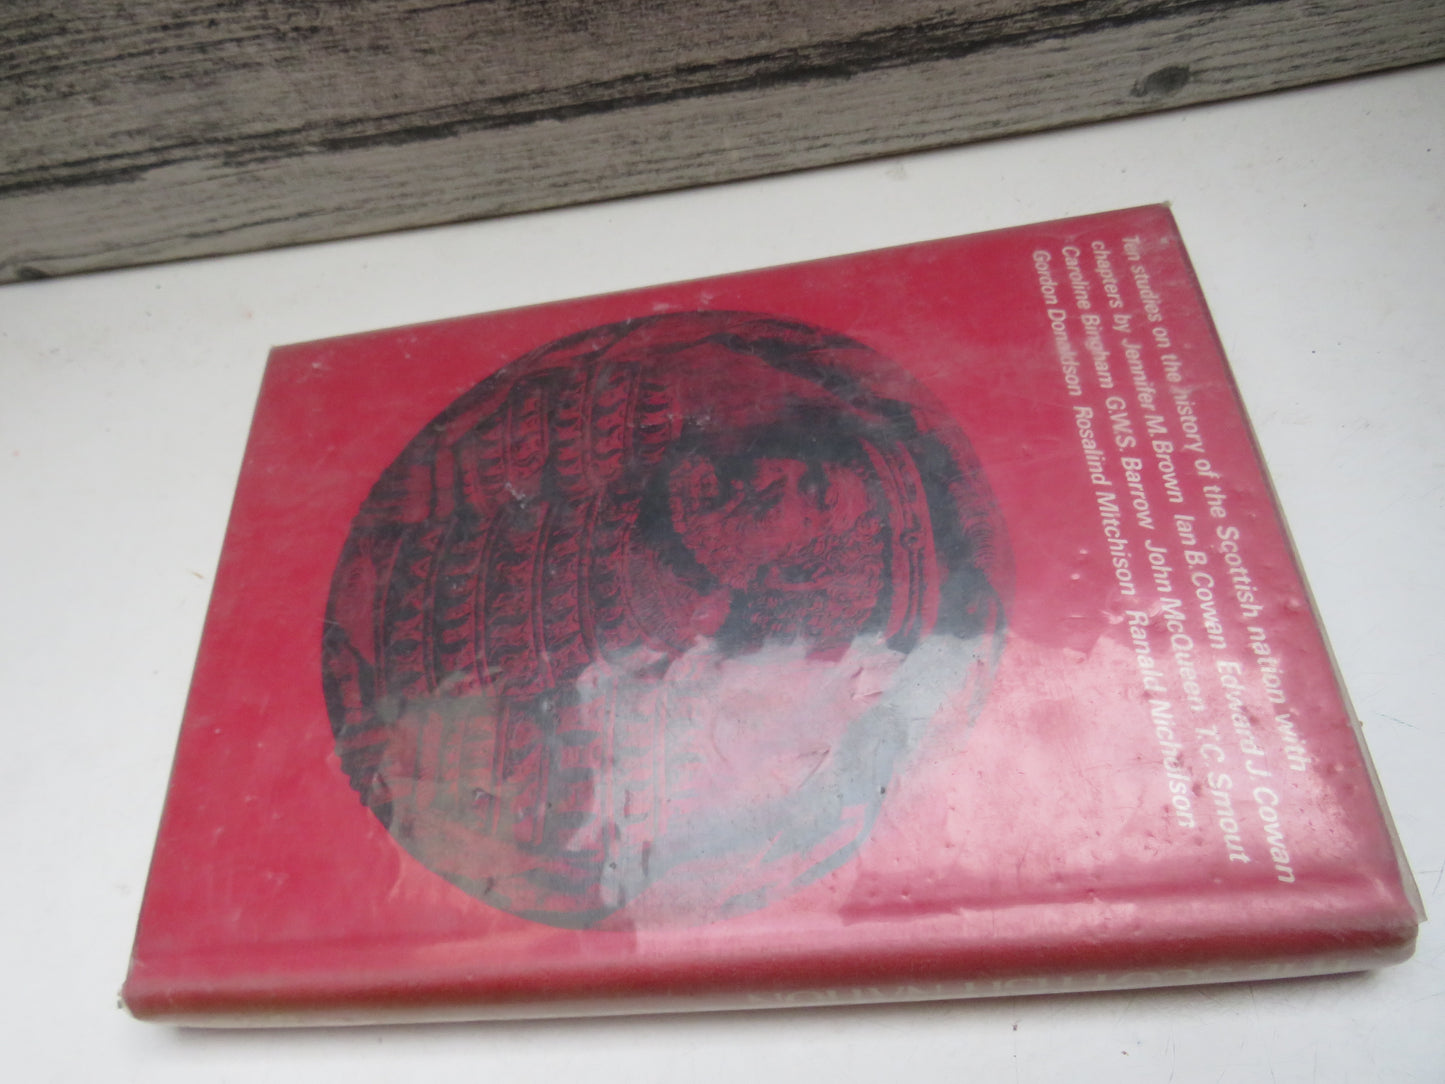 Ten studies on the history of the Scottish nation with
chapters by Jennifer M. Brown Ian B. Cowan Edward J. Cowan
Caroline Bingham G.W.S. Barrow John McQueen T.C. Smout
Gordon Donaldson Rosalind Mitchison Ranald Nicholson
NATION